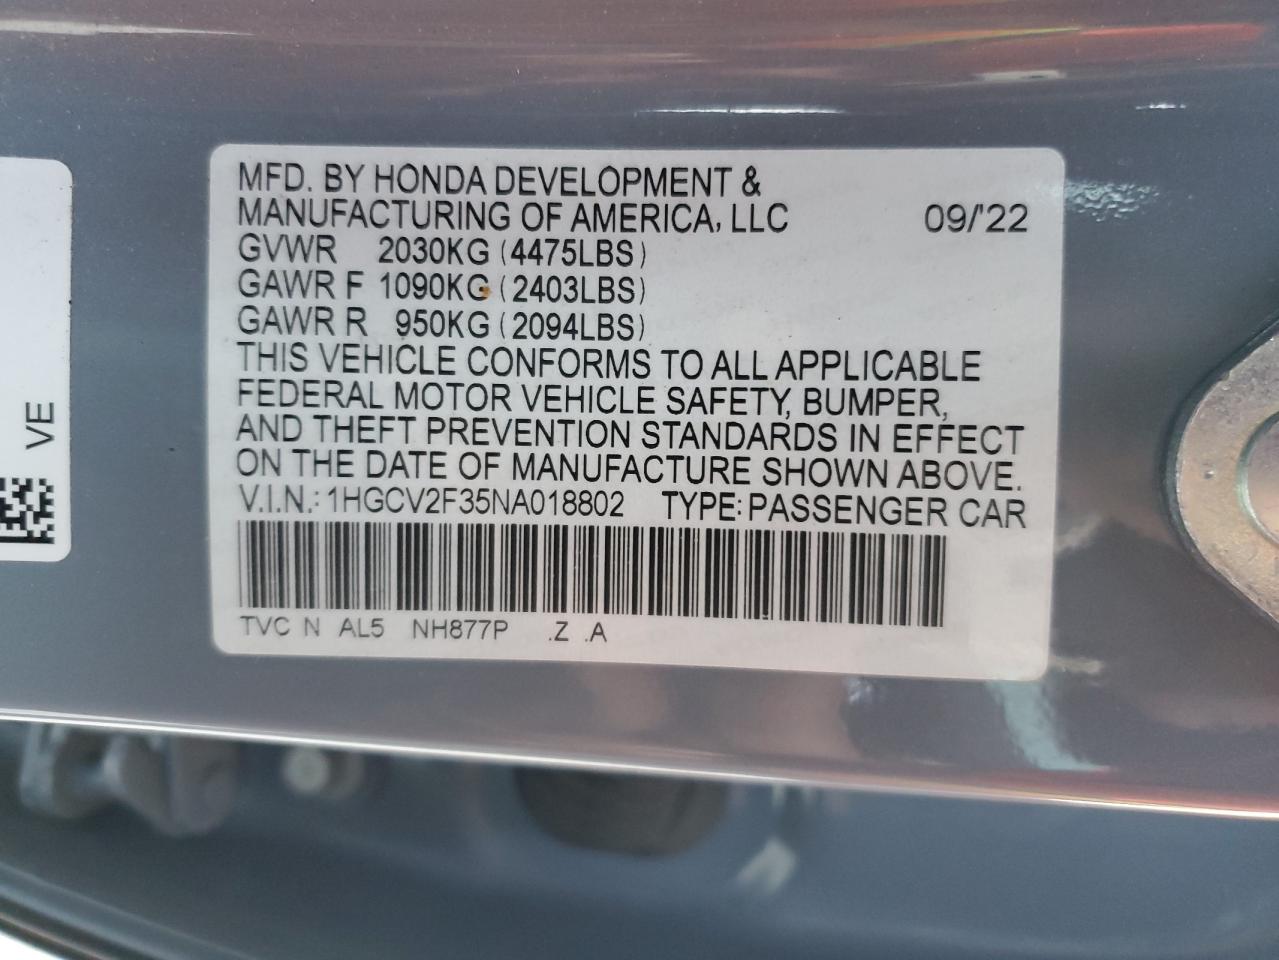 MFD. BY HONDA DEVELOPMENT &
MANUFACTURING OF AMERICA, LLC 09/'22
GVWR 2030KG (4475LBS)
GAWR F 1090KG (2403LBS)
GAWR R 950KG (2094LBS)
THIS VEHICLE CONFORMS TO ALL APPLICABLE
FEDERAL MOTOR VEHICLE SAFETY, BUMPER,
AND THEFT PREVENTION STANDARDS IN EFFECT
ON THE DATE OF MANUFACTURE SHOWN ABOVE.
V.I.N.: 1HGCV2F35NA018802 TYPE: PASSENGER CAR
TVC N AL5 NH877P .Z .A
VE